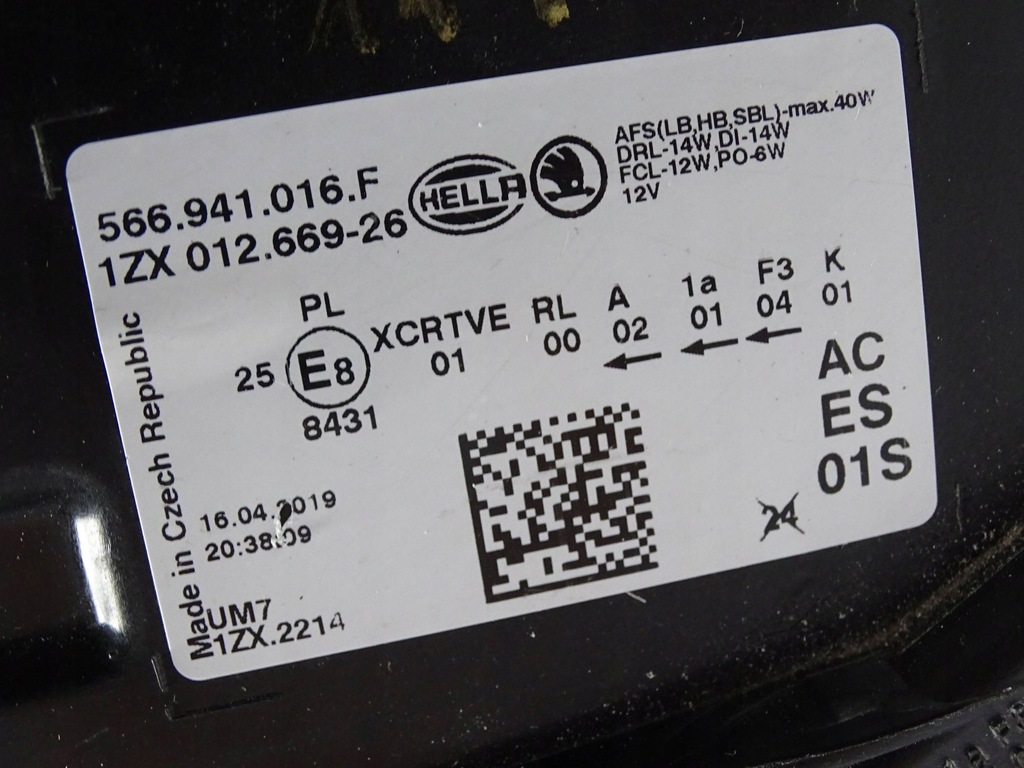 566.941.016.F
1ZX 012.669-26
HELLA
AFS(LB,HB,SBL)-max.40W
DRL-14W,DI-14W
FCL-12W,PO-6W
12V
PL
25 E8
8431
XCRTVE RL A 1a F3 K
01 00 02 01 04 01
AC
ES
01S
24
Made in Czech Republic
16.04.2019
20:38:09
UM7
1ZX.2214